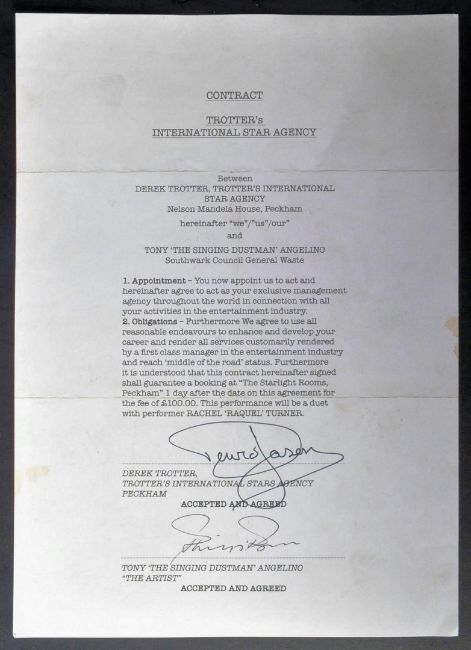 CONTRACT
TROTTER's
INTERNATIONAL STAR AGENCY
Between
DEREK TROTTER, TROTTER'S INTERNATIONAL
STAR AGENCY
Nelson Mandela House, Peckham
hereinafter "we"/"us"/our"
and
TONY 'THE SINGING DUSTMAN' ANGELINO
Southwark Council General Waste
1. Appointment - You now appoint us to act and
hereinafter agree to act as your exclusive management
agency throughout the world in connection with all
your activities in the entertainment industry.
2. Obligations - Furthermore We agree to use all
reasonable endeavours to enhance and develop your
career and render all services customarily rendered
by a first class manager in the entertainment industry
and reach 'middle of the road' status. Furthermore
it is understood that this contract hereinafter signed
shall guarantee a booking at "The Starlight Rooms,
Peckham" 1 day after the date on this agreement for
the fee of £100.00. This performance will be a duet
with performer RACHEL 'RAQUEL' TURNER.
DEREK TROTTER,
TROTTER'S INTERNATIONAL STARS AGENCY
PECKHAM
ACCEPTED AND AGREED
TONY 'THE SINGING DUSTMAN' ANGELINO
"THE ARTIST"
ACCEPTED AND AGREED